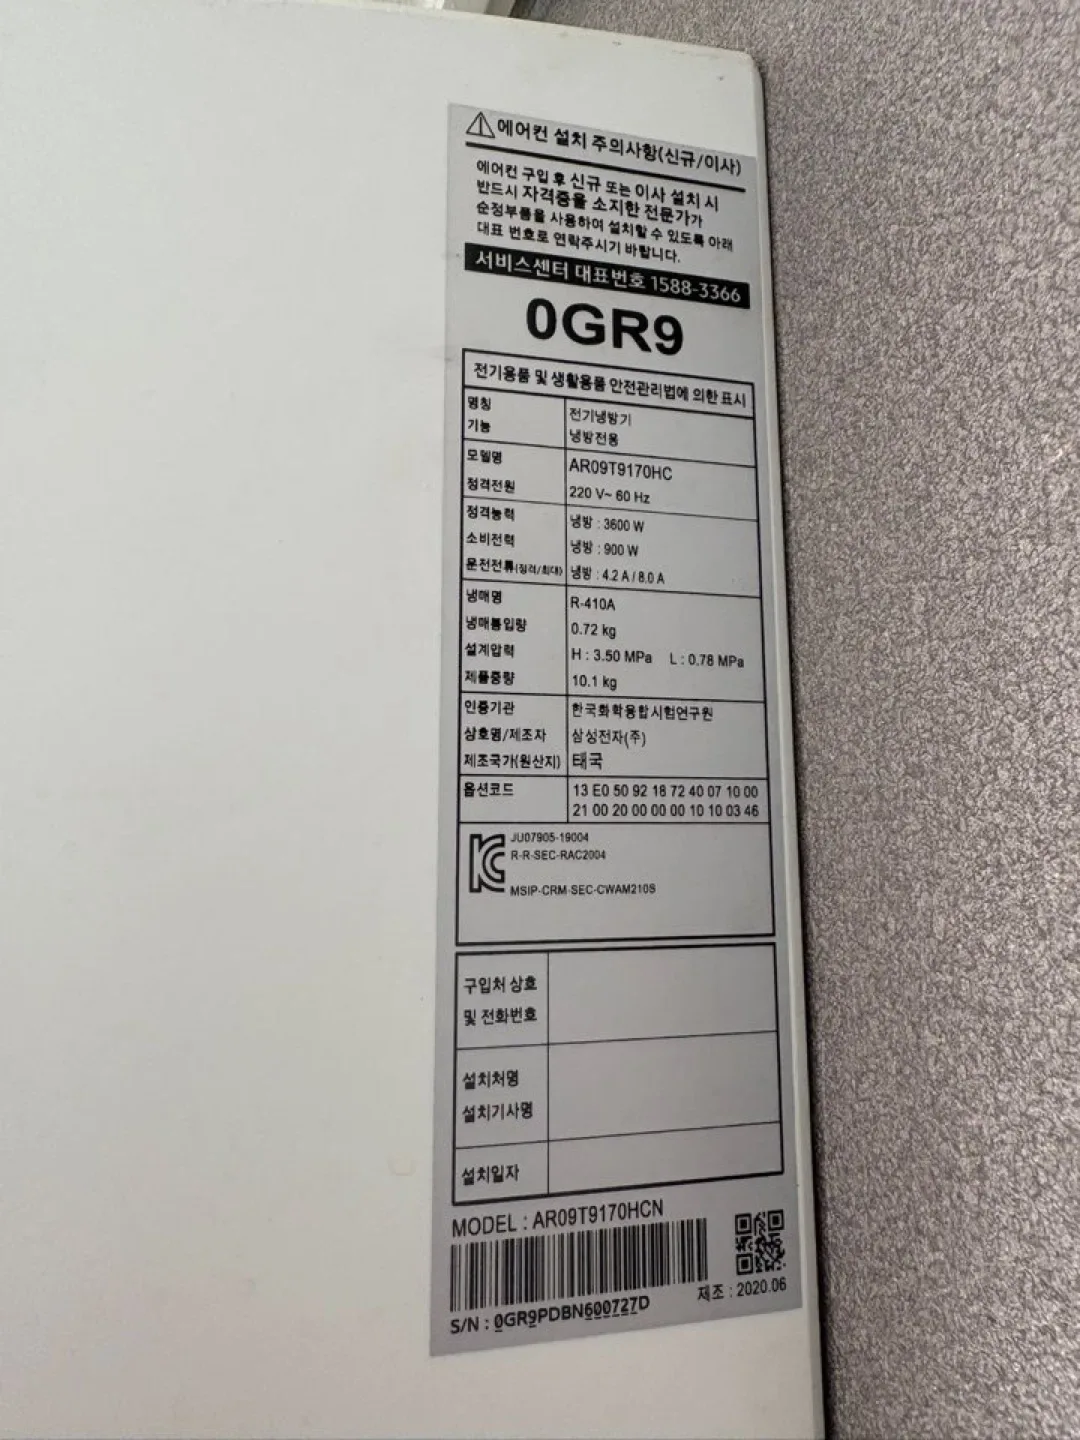 에어컨 설치 주의사항(신규/이사)
에어컨 구입 후 신규 또는 이사 설치 시
반드시 자격증을 소지한 전문가가
순정부품을 사용하여 설치할 수 있도록 아래
대표 번호로 연락주시기 바랍니다.
서비스센터 대표번호 1588-3366
0GR9
전기용품 및 생활용품 안전관리법에 의한 표시
명칭 전기냉방기
기능 냉방전용
모델명 AR09T9170HC
정격전원 220 V~ 60 Hz
정격능력 냉방 : 3600 W
소비전력 냉방 : 900 W
운전전류(정격/최대) 냉방 : 4.2 A / 8.0 A
냉매명 R-410A
냉매통입량 0.72 kg
설계압력 H : 3.50 MPa L : 0.78 MPa
제품중량 10.1 kg
인증기관 한국화학융합시험연구원
상호명/제조자 삼성전자(주)
제조국가(원산지) 태국
옵션코드 13 E0 50 92 18 72 40 07 10 00
21 00 20 00 00 00 10 10 03 46
JU07905-19004
R-R-SEC-RAC2004
MSIP-CRM-SEC-CWAM210S
구입처 상호
및 전화번호
설치처명
설치기사명
설치일자
MODEL : AR09T9170HCN
제조 : 2020.06
S/N : 0GR9PDBN600727D